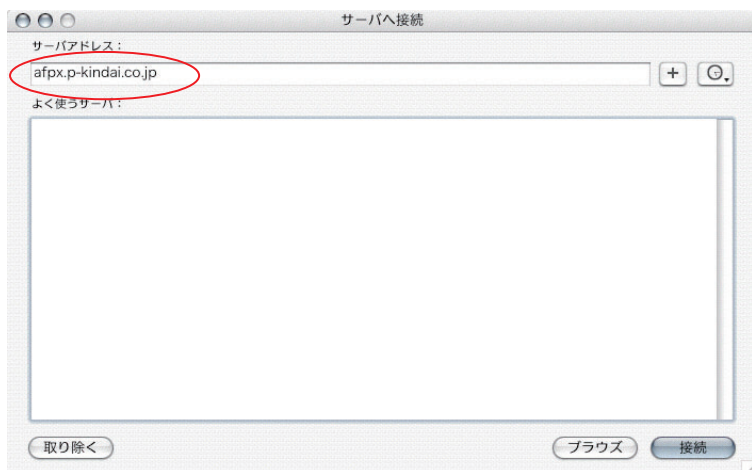 サーバへ接続
サーバアドレス：
afpx.p-kindai.co.jp
+
よく使うサーバ：
取り除く
ブラウズ
接続